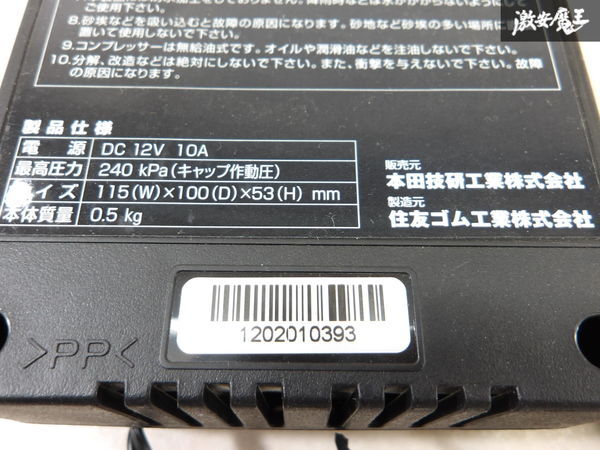 激安魔王
ご使用下さい。
8.砂埃などを吸い込むと故障の原因になります。砂地など砂埃の多い場所に直
置いて使用しないで下さい。
9.コンプレッサーは無給油式です。オイルや潤滑油などを注油しないで下さい。
10.分解、改造などは絶対にしないで下さい。また、衝撃を与えないで下さい。故障
の原因になります。
製品仕様
電源 DC 12V 10A
最高圧力 240 kPa(キャップ作動圧)
イズ 115(W)×100(D)×53(H) mm
本体質量 0.5 kg
販売元
本田技研工業株式会社
製造元
住友ゴム工業株式会社
1202010393
>PP<